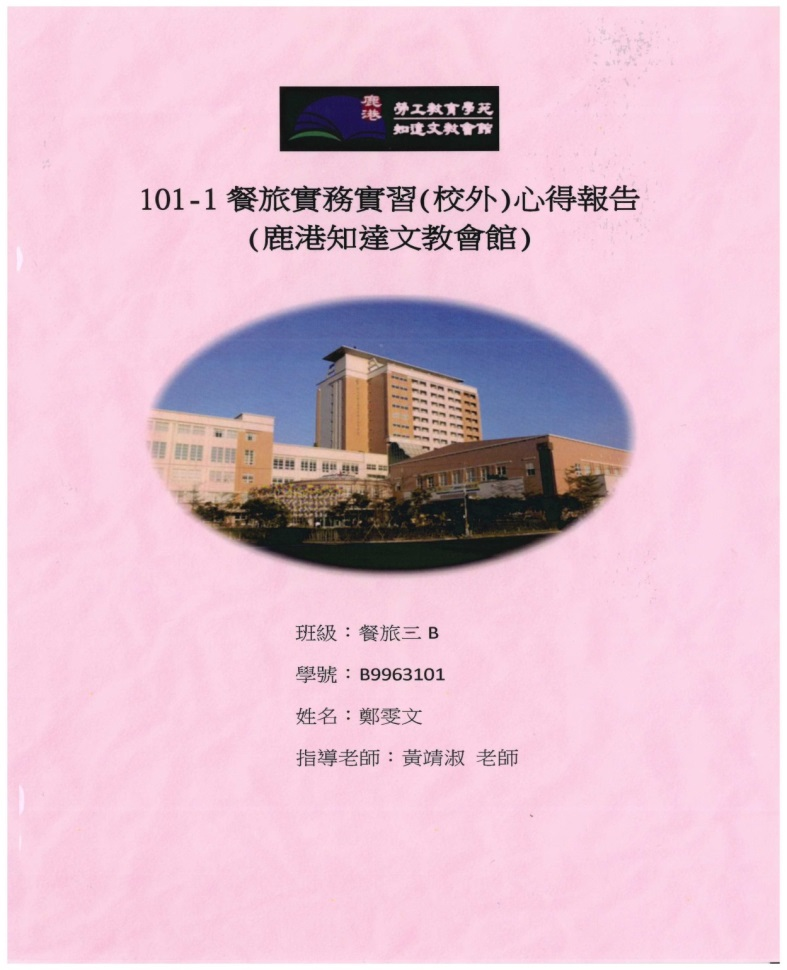 鹿港
勞工教育學苑
知達文教會館
101-1 餐旅實務實習(校外)心得報告
(鹿港知達文教會館)
班級：餐旅三 B
學號：B9963101
姓名：鄭雯文
指導老師：黃靖淑 老師